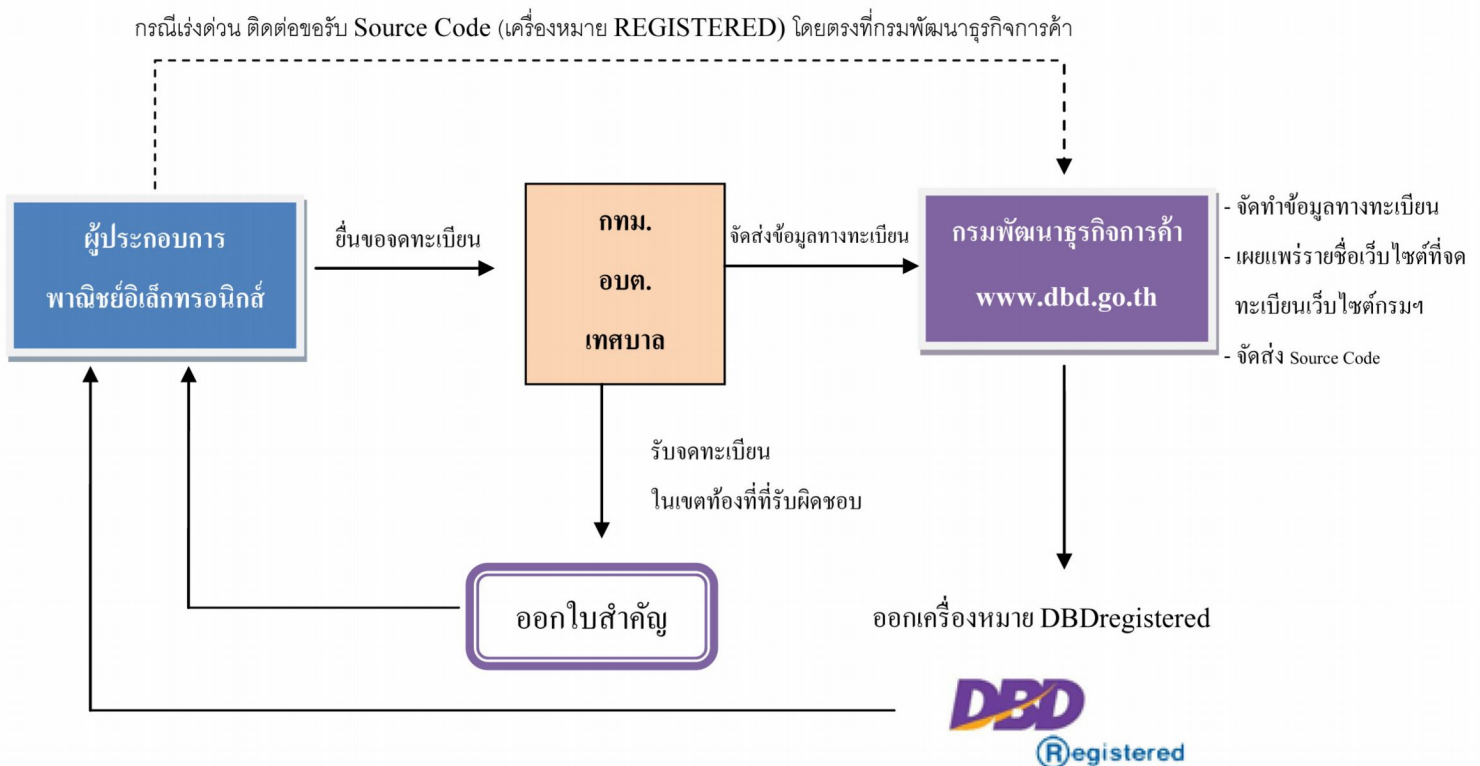 กรณีเร่งด่วน ติดต่อขอรับ Source Code (เครื่องหมาย REGISTERED) โดยตรงที่กรมพัฒนาธุรกิจการค้า
ผู้ประกอบการ
พาณิชย์อิเล็กทรอนิกส์
ยื่นขอจดทะเบียน
กทม.
อบต.
เทศบาล
จัดส่งข้อมูลทางทะเบียน
กรมพัฒนาธุรกิจการค้า
www.dbd.go.th
- จัดทำข้อมูลทางทะเบียน
- เผยแพร่รายชื่อเว็บไซต์ที่จด
ทะเบียนเว็บไซต์กรมฯ
- จัดส่ง Source Code
รับจดทะเบียน
ในเขตท้องที่ที่รับผิดชอบ
ออกใบสำคัญ
ออกเครื่องหมาย DBDregistered
DBD
®egistered